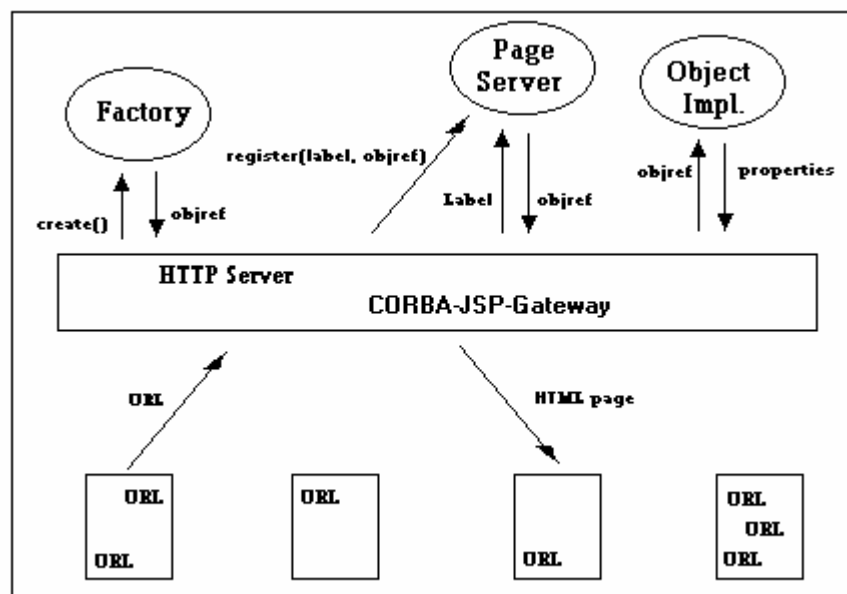 Page
Server
Object
Impl.
Factory
register(label, objref)
create()
objref
Label
objref
objref
properties
HTTP Server
CORBA-JSP-Gateway
URL
HTML page
URL
URL
URL
URL
URL
URL
URL